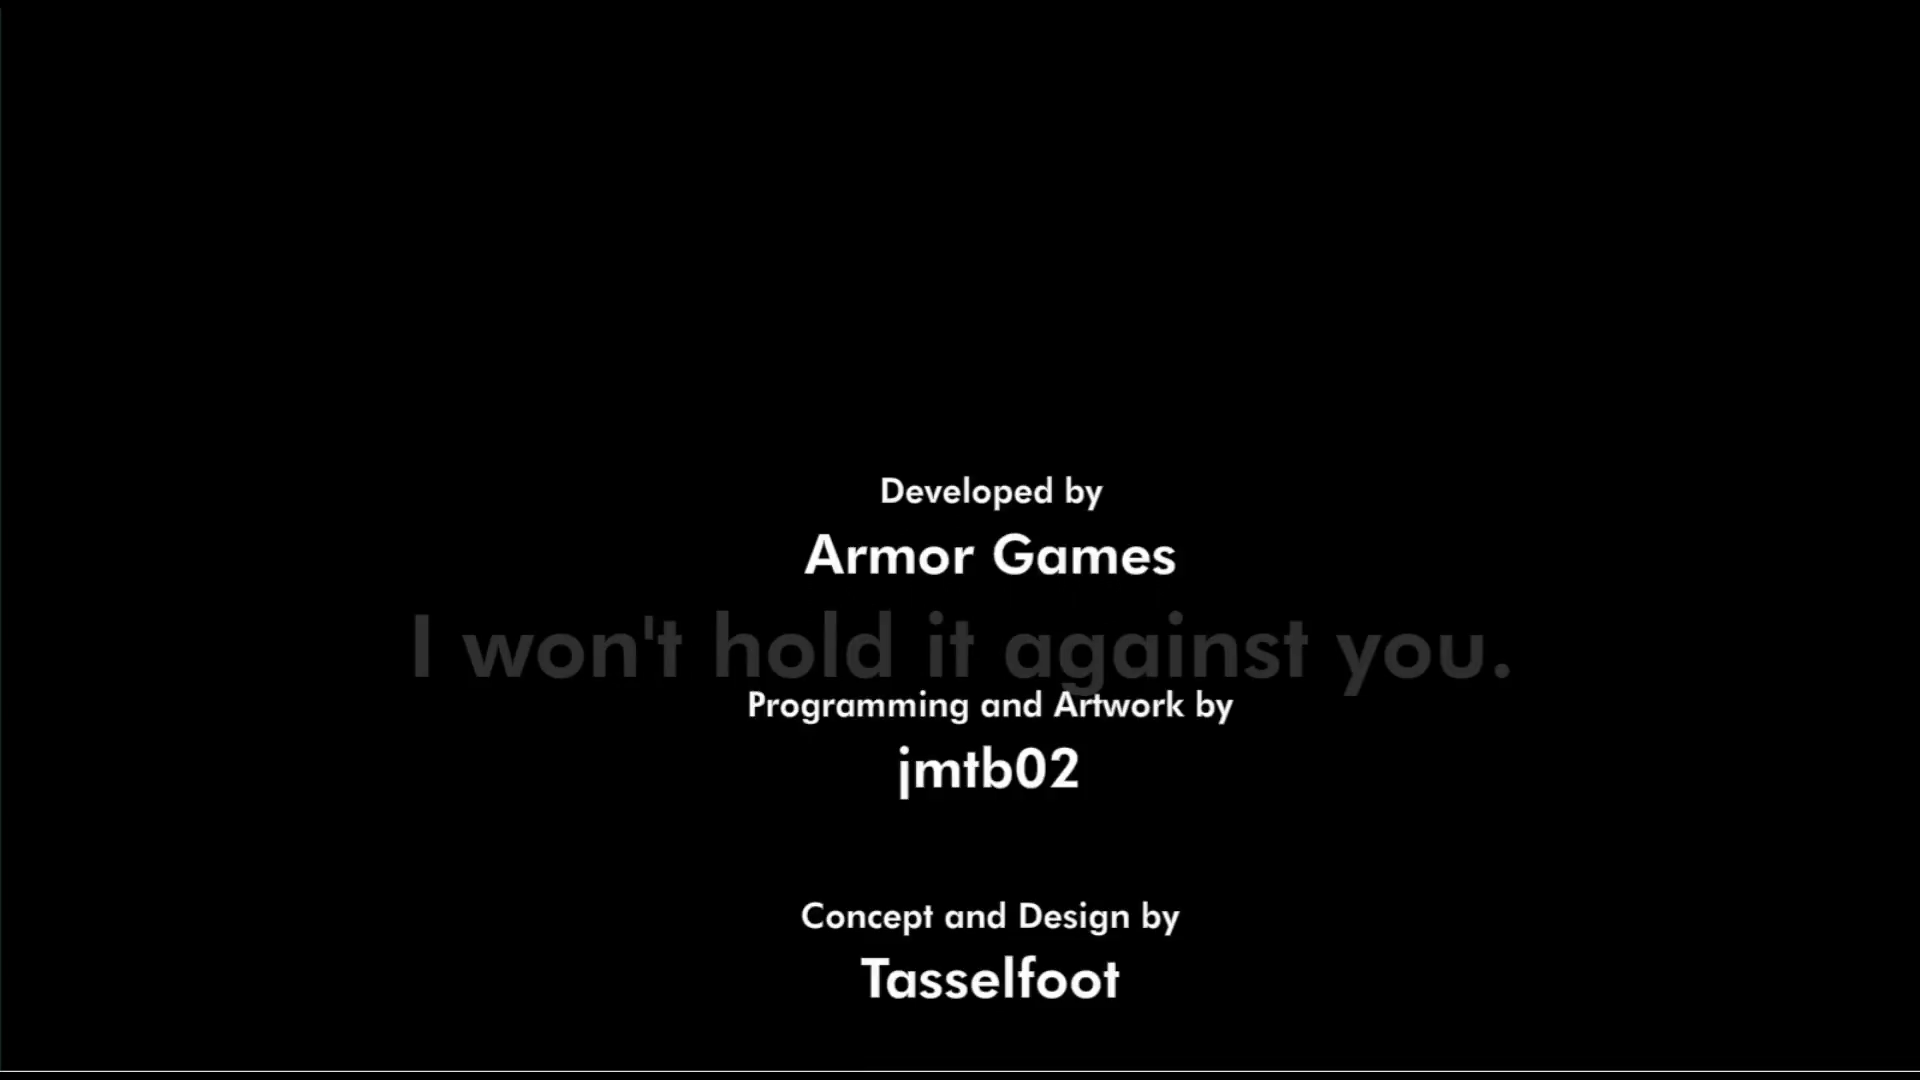 Developed by
Armor Games
I won't hold it against you.
Programming and Artwork by
jmtb02
Concept and Design by
Tasselfoot